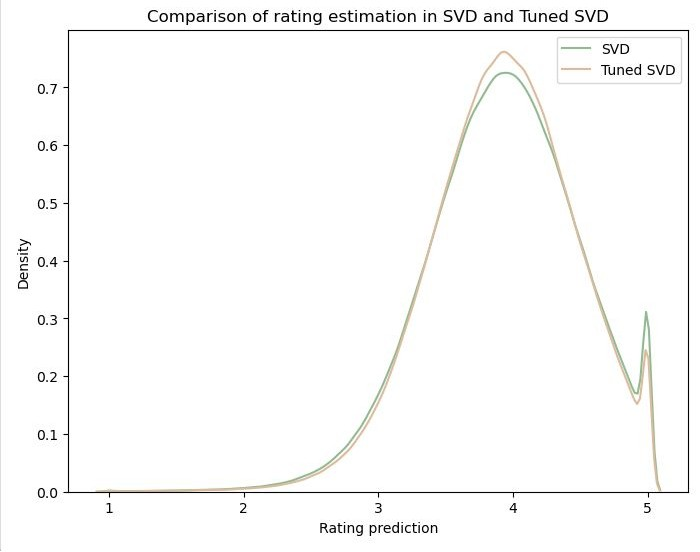 Comparison of rating estimation in SVD and Tuned SVD
SVD
Tuned SVD
Density
0.7
0.6
0.5
0.4
0.3
0.2
0.1
0.0
1 2 3 4 5
Rating prediction